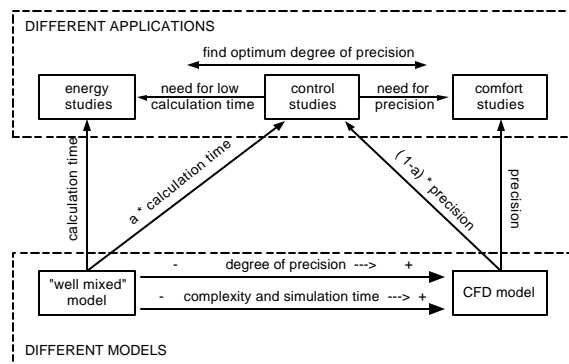 DIFFERENT APPLICATIONS
find optimum degree of precision
energy
studies
need for low
calculation time
control
studies
need for
precision
comfort
studies
calculation time
a * calculation time
(1-a) * precision
precision
"well mixed"
model
- degree of precision ---> +
- complexity and simulation time ---> +
CFD model
DIFFERENT MODELS